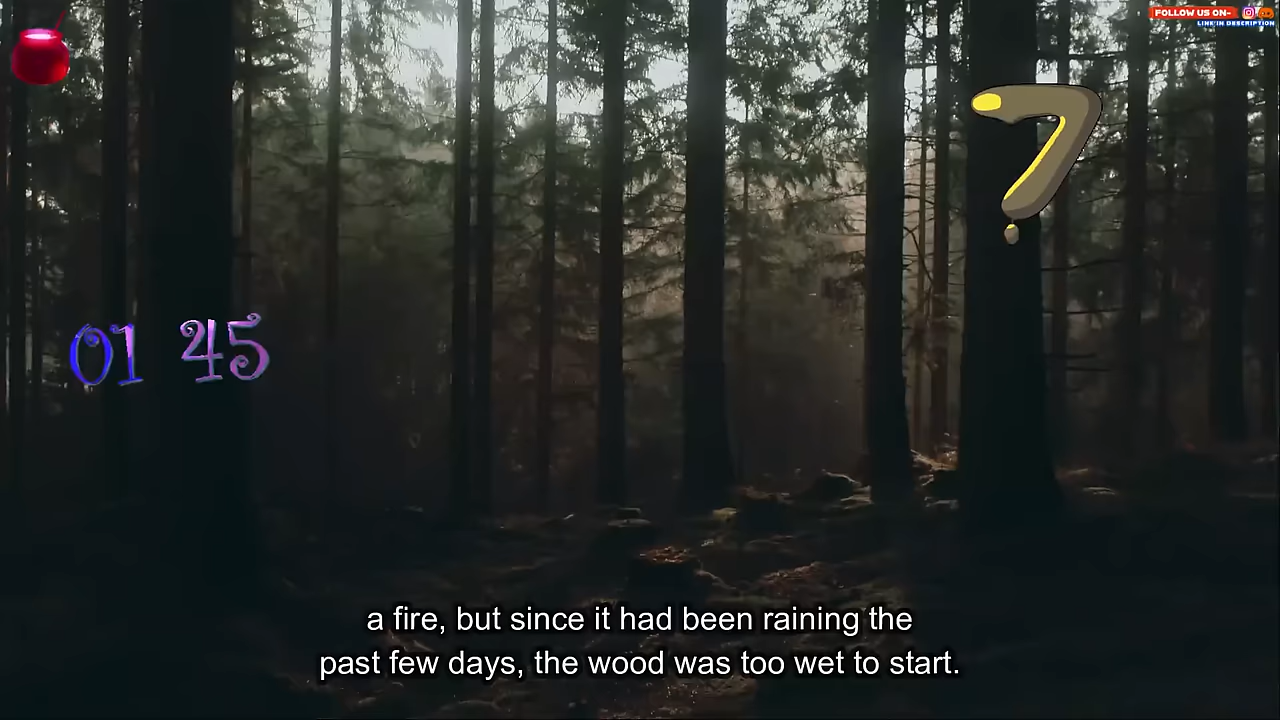 FOLLOW US ON-
LINK IN DESCRIPTION
7
01 45
a fire, but since it had been raining the
past few days, the wood was too wet to start.